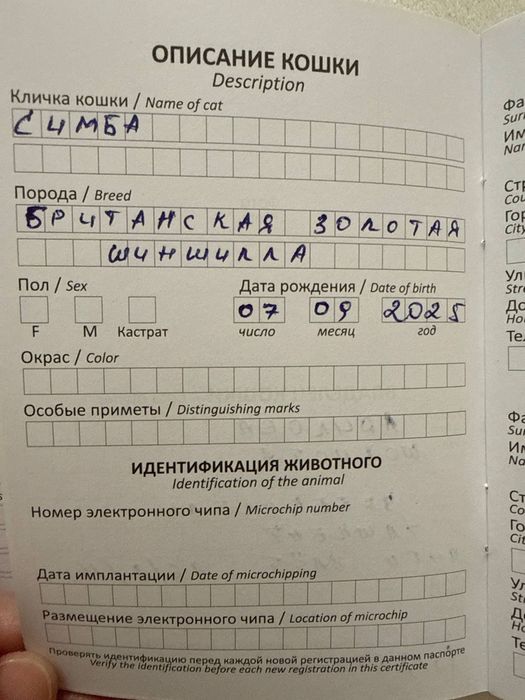 ОПИСАНИЕ КОШКИ
Description
Кличка кошки / Name of cat
СИМБА
Порода / Breed
БРИТАНСКАЯ ЗОЛОТАЯ
ШИНШИЛЛА
Пол / Sex Дата рождения / Date of birth
07 09 2025
F M Кастрат число месяц год
Окрас / Color
Особые приметы / Distinguishing marks
ИДЕНТИФИКАЦИЯ ЖИВОТНОГО
Identification of the animal
Номер электронного чипа / Microchip number
Дата имплантации / Date of microchipping
Размещение электронного чипа / Location of microchip
Проверять идентификацию перед каждой новой регистрацией в данном паспорте
Verify the identification before each new registration in this certificate